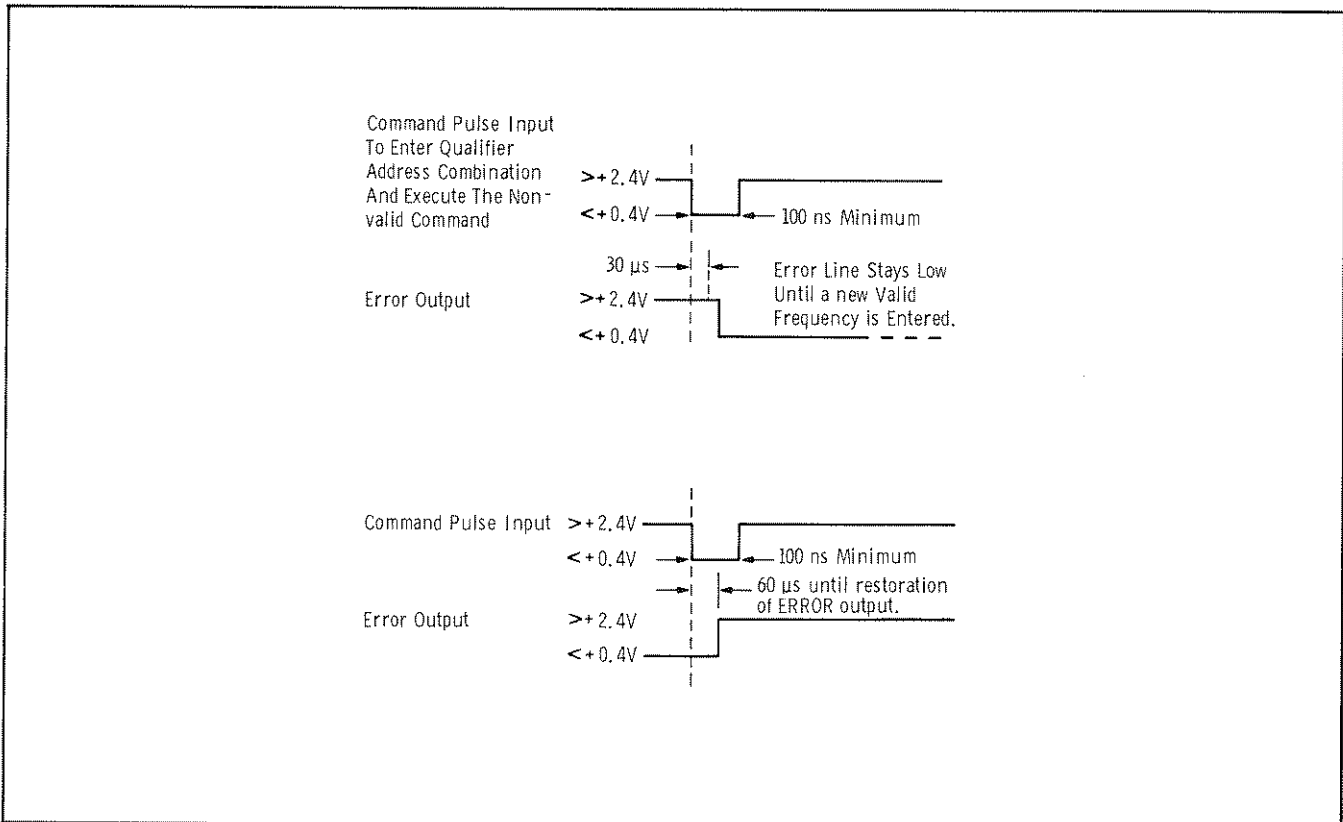 Command Pulse Input
To Enter Qualifier
Address Combination
And Execute The Non-
valid Command
>+2.4V
<+0.4V
100 ns Minimum
30 µs
Error Line Stays Low
Until a new Valid
Frequency is Entered.
Error Output
>+2.4V
<+0.4V
Command Pulse Input >+2.4V
<+0.4V
100 ns Minimum
60 µs until restoration
of ERROR output.
Error Output
>+2.4V
<+0.4V